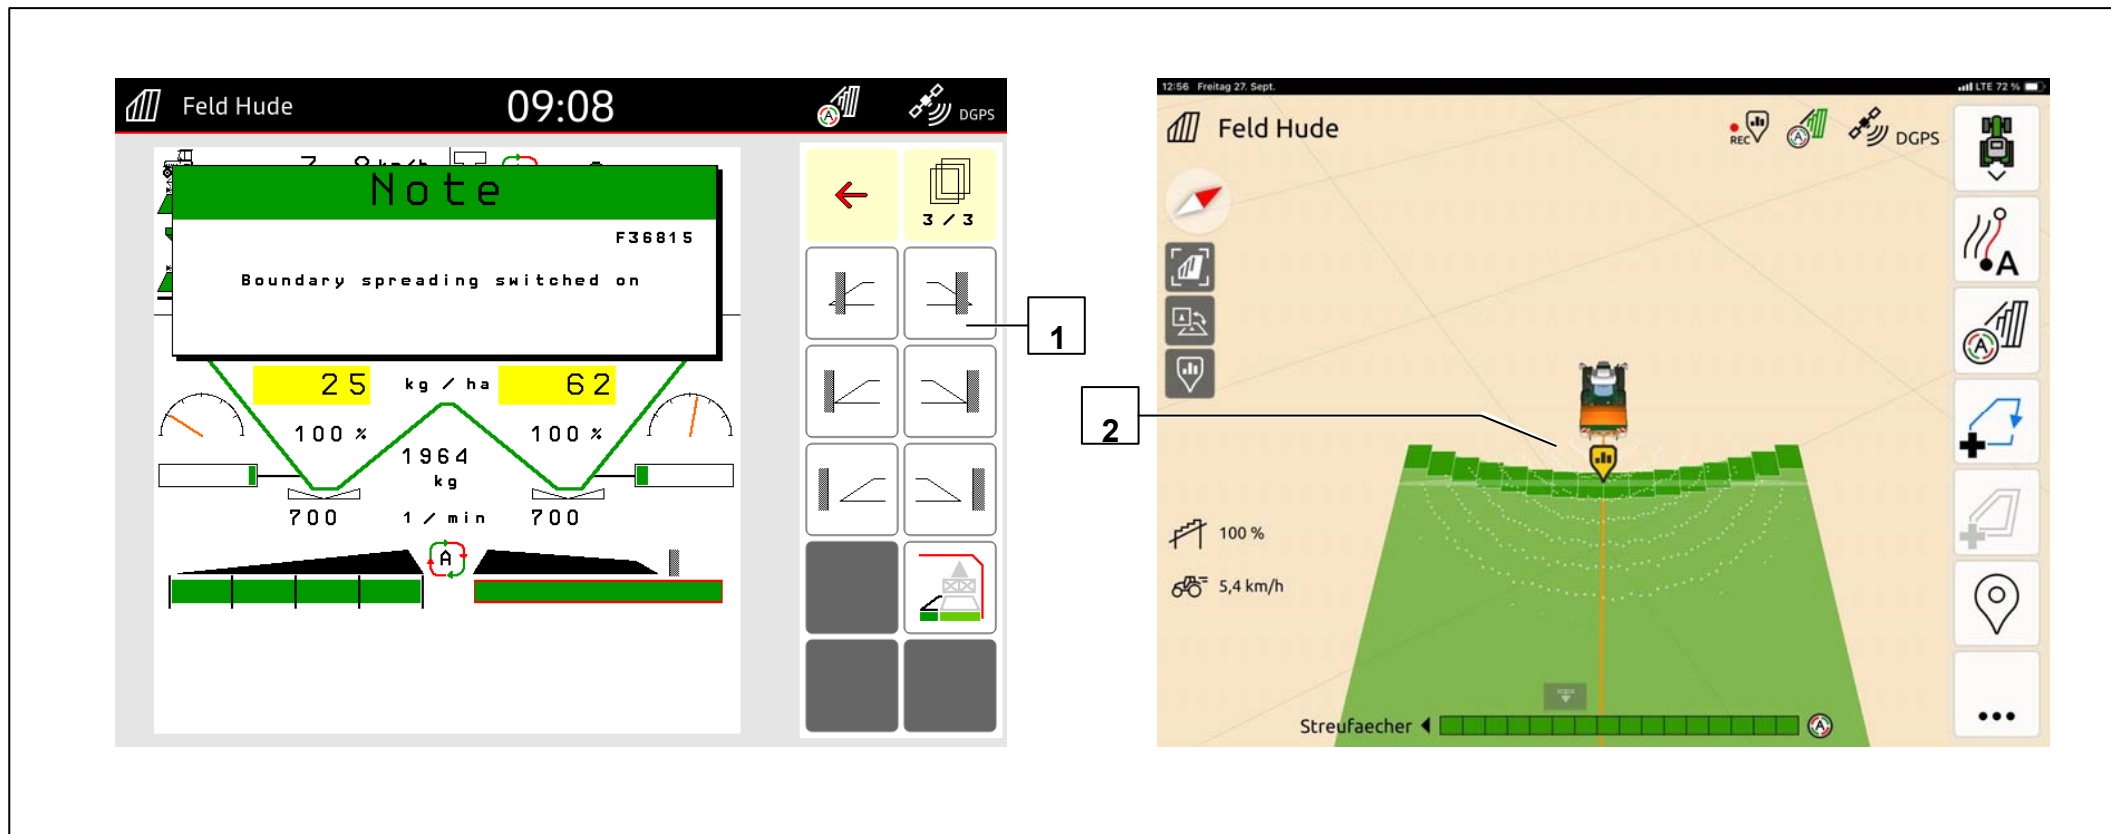 Feld Hude 09:08 DGPS
Note
F36815
Boundary spreading switched on
3 / 3
25 kg / ha 62
100 % 100 %
1964
kg
700 1 / min 700
A
1
2
12:56 Freitag 27. Sept. LTE 72 %
Feld Hude REC DGPS
A
A
100 %
5,4 km/h
Streufaecher A